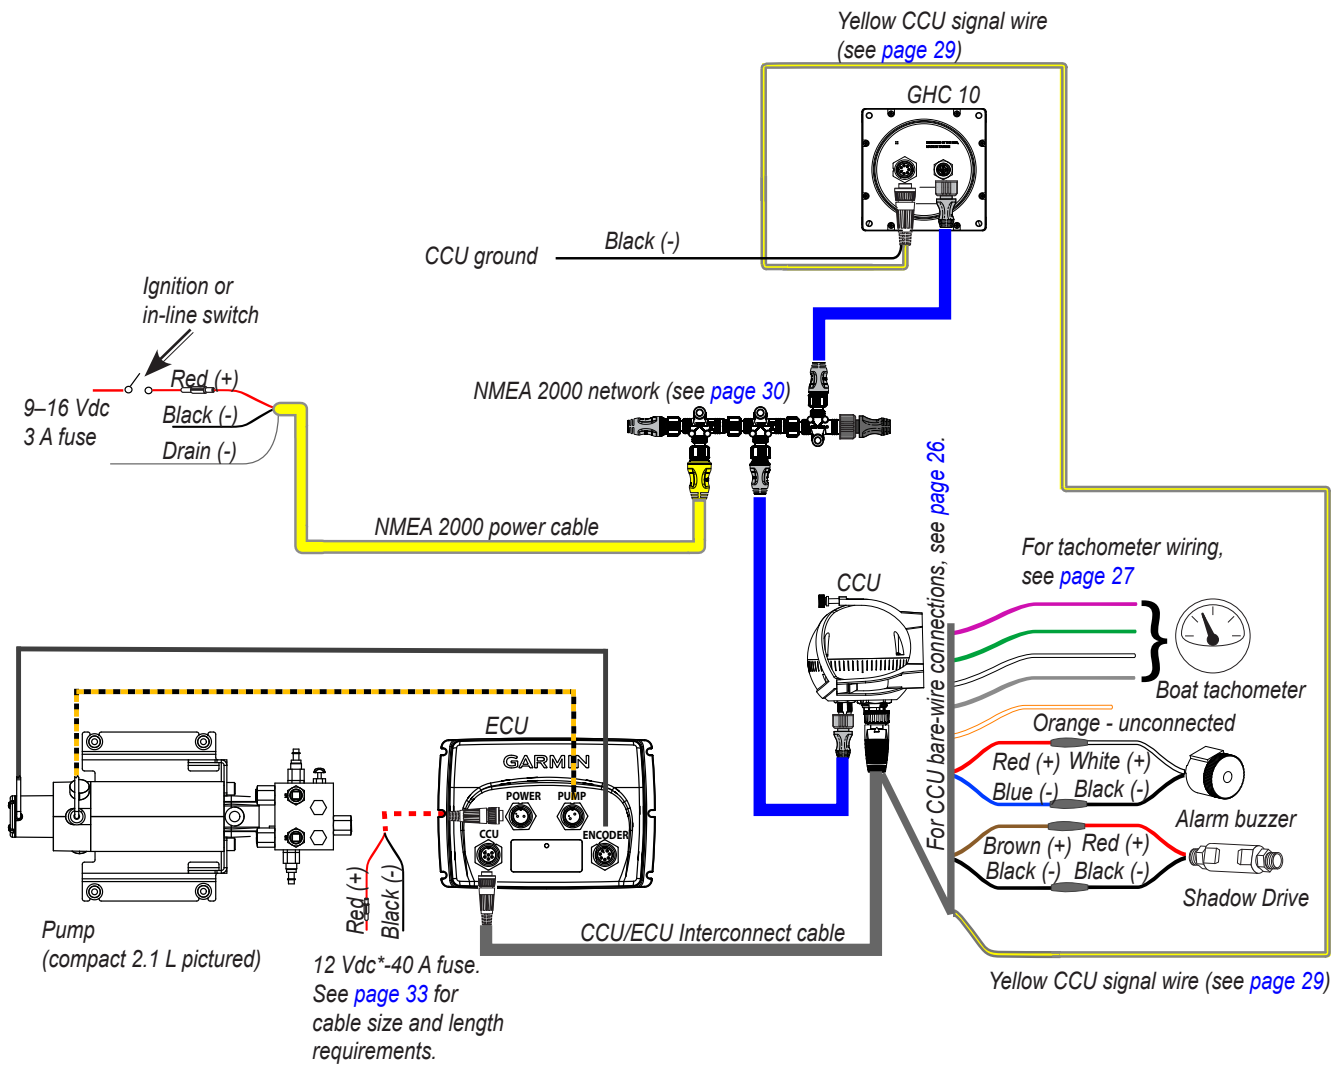 Yellow CCU signal wire
(see page 29)
GHC 10
Black (-)
CCU ground
Ignition or
in-line switch
Red (+)
9–16 Vdc
3 A fuse
Black (-)
Drain (-)
NMEA 2000 network (see page 30)
NMEA 2000 power cable
For CCU bare-wire connections, see page 26.
For tachometer wiring,
see page 27
CCU
Boat tachometer
Orange - unconnected
Red (+) White (+)
Blue (-) Black (-)
Alarm buzzer
Brown (+) Red (+)
Black (-) Black (-)
Shadow Drive
ECU
GARMIN
POWER
PUMP
CCU
ENCODER
Red (+)
Black (-)
Pump
(compact 2.1 L pictured)
CCU/ECU Interconnect cable
12 Vdc*-40 A fuse.
See page 33 for
cable size and length
requirements.
Yellow CCU signal wire (see page 29)